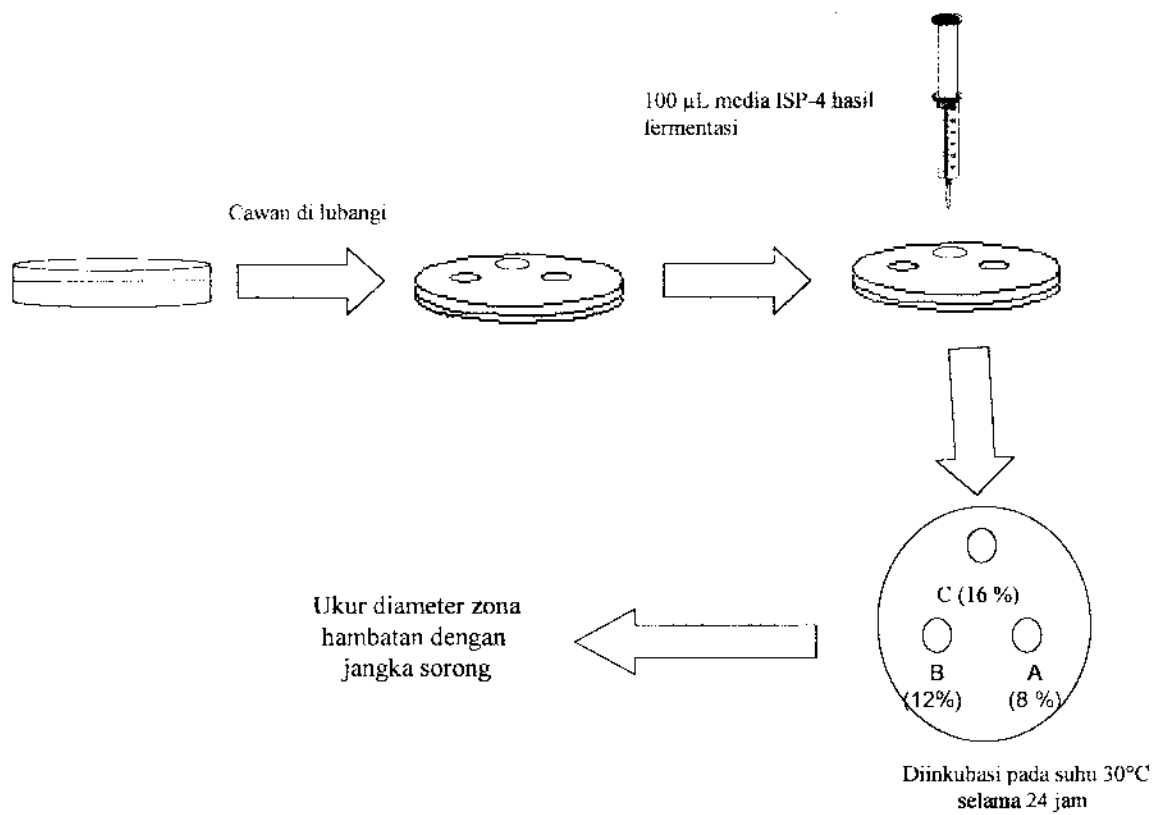 100 µL media ISP-4 hasil
fermentasi
Cawan di lubangi
C (16 %)
B
(12%)
A
(8 %)
Ukur diameter zona
hambatan dengan
jangka sorong
Diinkubasi pada suhu 30°C
selama 24 jam